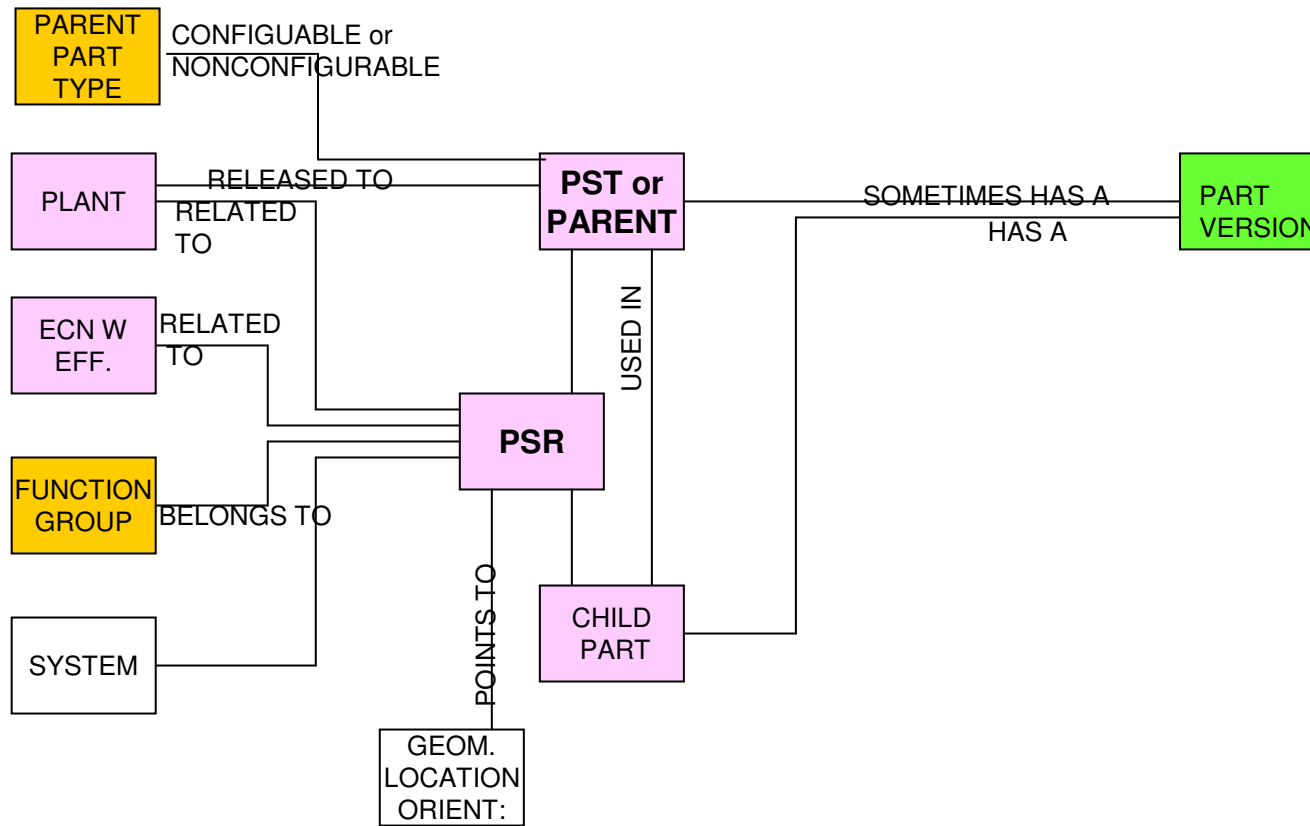 PARENT
PART
TYPE
CONFIGUABLE or
NONCONFIGURABLE
PLANT
RELEASED TO
RELATED
TO
PST or
PARENT
SOMETIMES HAS A
HAS A
PART
VERSION
ECN W
EFF.
RELATED
TO
USED IN
PSR
FUNCTION
GROUP
BELONGS TO
POINTS TO
CHILD
PART
SYSTEM
GEOM.
LOCATION
ORIENT: